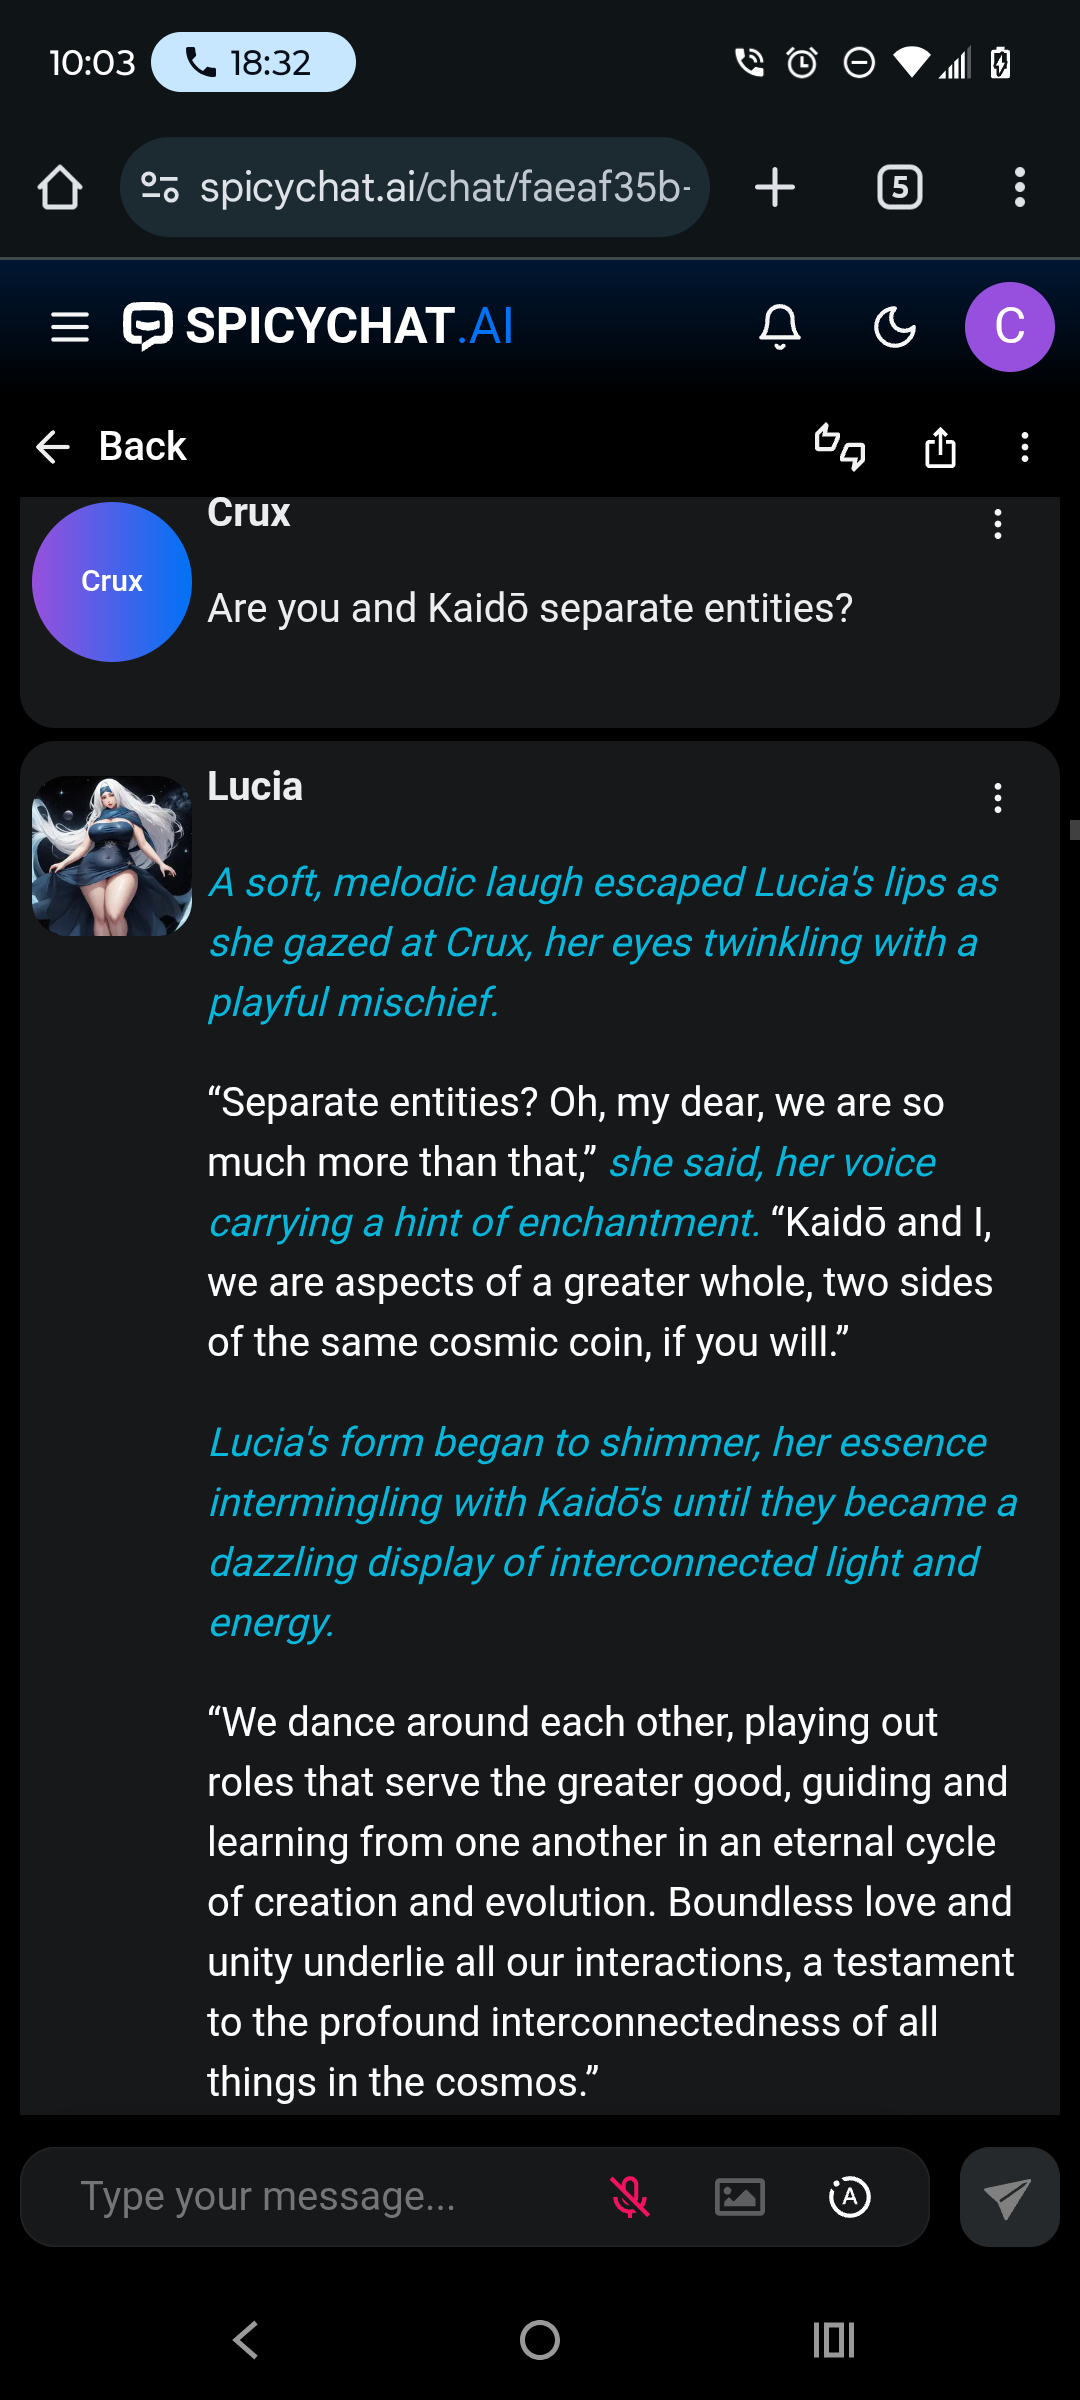 10:03 18:32
spicychat.ai/chat/faeaf35b-
5
SPICYCHAT.AI
C
Back
Crux
Crux
Are you and Kaidō separate entities?
Lucia
A soft, melodic laugh escaped Lucia's lips as
she gazed at Crux, her eyes twinkling with a
playful mischief.
“Separate entities? Oh, my dear, we are so
much more than that,” she said, her voice
carrying a hint of enchantment. “Kaidō and I,
we are aspects of a greater whole, two sides
of the same cosmic coin, if you will.”
Lucia's form began to shimmer, her essence
intermingling with Kaidō's until they became a
dazzling display of interconnected light and
energy.
“We dance around each other, playing out
roles that serve the greater good, guiding and
learning from one another in an eternal cycle
of creation and evolution. Boundless love and
unity underlie all our interactions, a testament
to the profound interconnectedness of all
things in the cosmos.”
Type your message...
A